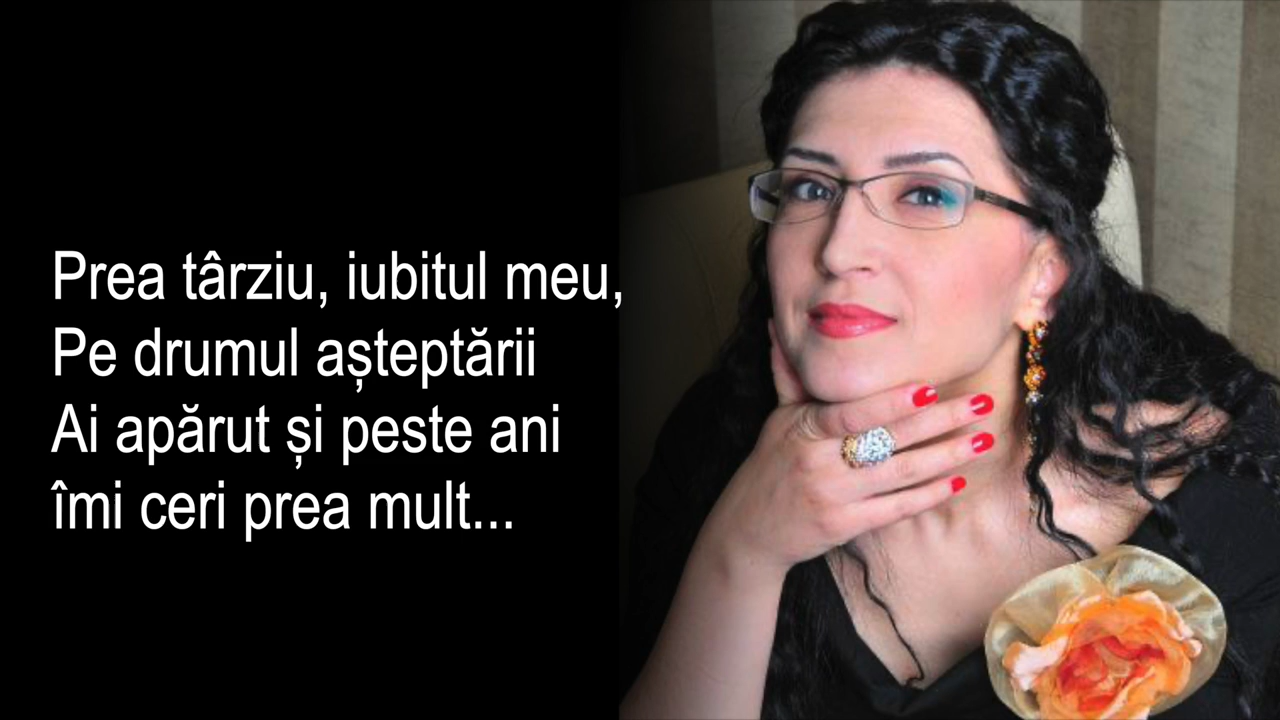 Prea târziu, iubitul meu,
Pe drumul așteptării
Ai apărut și peste ani
îmi ceri prea mult...